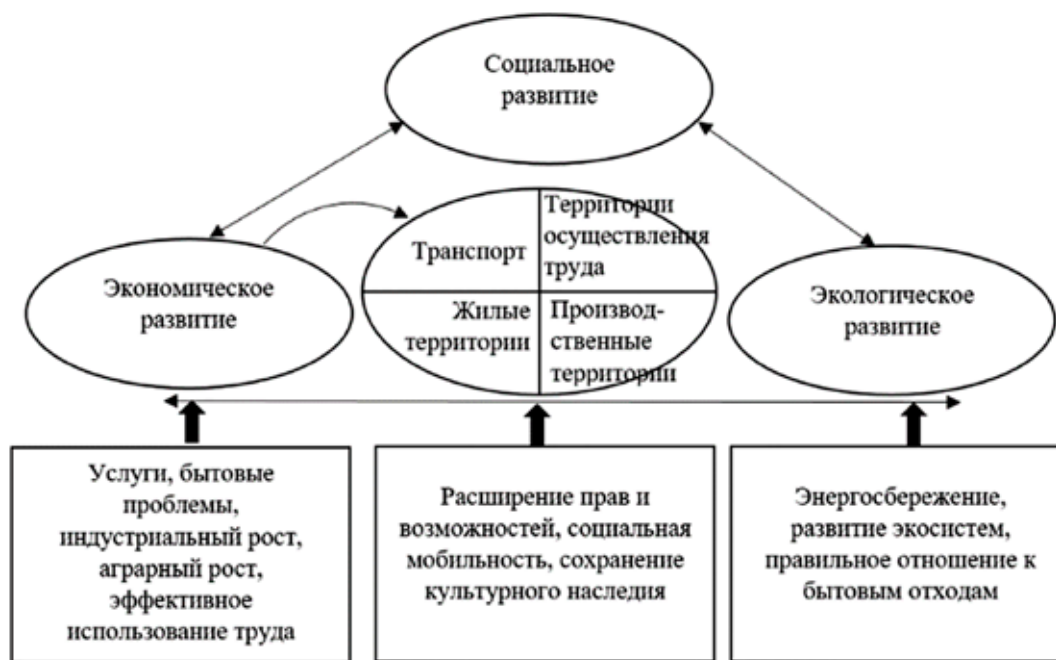 Социальное
развитие
Транспорт
Территории
осуществления
труда
Экономическое
развитие
Жилые
территории
Производ-
ственные
территории
Экологическое
развитие
Услуги, бытовые
проблемы,
индустриальный рост,
аграрный рост,
эффективное
использование труда
Расширение прав и
возможностей, социальная
мобильность, сохранение
культурного наследия
Энергосбережение,
развитие экосистем,
правильное отношение к
бытовым отходам